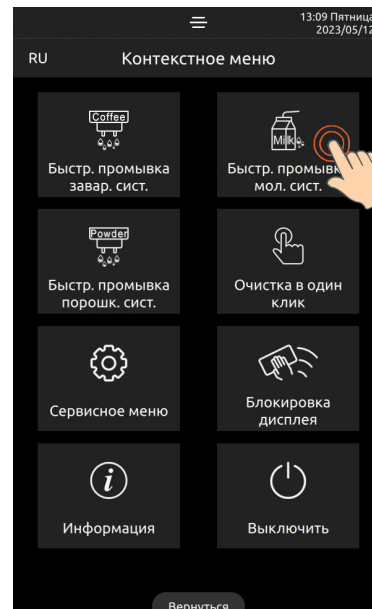 13:09 Пятница
2023/05/12
RU
Контекстное меню
Coffee
Быстр. промывка
завар. сист.
Milk
Быстр. промывка
мол. сист.
Powder
Быстр. промывка
порошк. сист.
Очистка в один
клик
Сервисное меню
Блокировка
дисплея
i
Информация
Выключить
Вернуться